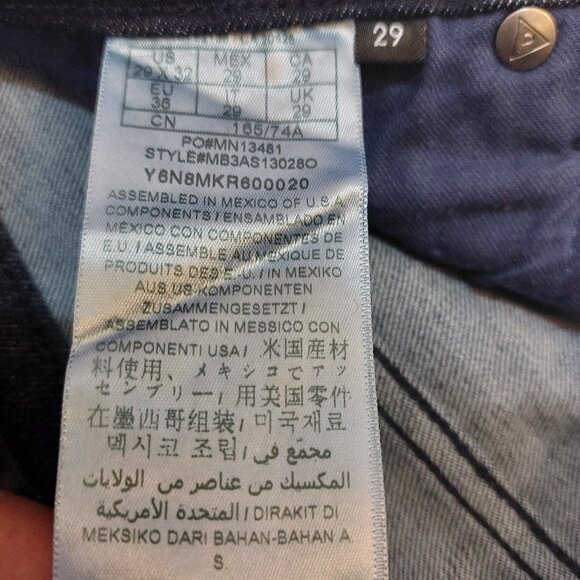 29
US MEX CA
29 X 32 29 29
EU IT UK
36 29 29
CN 165/74A
PO#MN13481
STYLE#MB3AS13028O
Y6N8MKR600020
ASSEMBLED IN MEXICO OF U.S.A
COMPONENTS / ENSAMBLADO EN
MÉXICO CON COMPONENTES DE
E.U. / ASSEMBLE AU MEXIQUE DE
PRODUITS DES E.U. / IN MEXIKO
AUS US KOMPONENTEN
ZUSAMMENGESETZT /
ASSEMBLATO IN MESSICO CON
COMPONENTI USA / 米国産材
料使用、メキシコでアッ
センブリー / 用美国零件
在墨西哥组装 / 미국재료
멕시코 조립 / مجمّع في
المكسيك من عناصر من الولايات
المتحدة الأمريكية / DIRAKIT DI
MEKSIKO DARI BAHAN-BAHAN A
S.